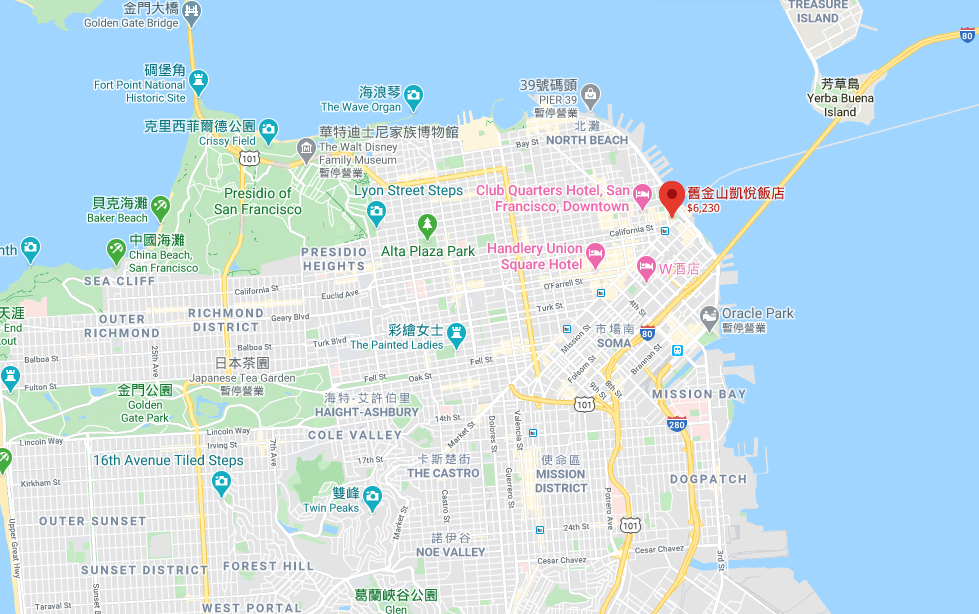 金門大橋
Golden Gate Bridge
TREASURE
ISLAND
80
碉堡角
Fort Point National
Historic Site
海浪琴
The Wave Organ
39號碼頭
PIER 39
暫停營業
芳草島
Yerba Buena
Island
克里西菲爾德公園
Crissy Field
101
華特迪士尼家族博物館
The Walt Disney
Family Museum
暫停營業
北灘
NORTH BEACH
Bay St
Presidio of
San Francisco
Lyon Street Steps
Club Quarters Hotel, San
Francisco, Downtown
舊金山凱悅飯店
$6,230
貝克海灘
Baker Beach
中國海灘
China Beach,
San Francisco
SEA CLIFF
Alta Plaza Park
California St
PRESIDIO
HEIGHTS
Handlery Union
Square Hotel
W酒店
California St
Euclid Ave
O'Farrell St
天涯
End
out
OUTER
RICHMOND
RICHMOND
DISTRICT
Geary Blvd
Turk St
4th St
Oracle Park
暫停營業
彩繪女士
The Painted Ladies
市場南
SOMA
80
Mission St
Balboa St
25th Ave
Balboa St
Turk Blvd
日本茶園
Japanese Tea Garden
暫停營業
Fell St
Folsom St
Brannan St
Fulton St
金門公園
Golden
Gate Park
Fell St
Oak St
9th St
8th St
101
MISSION BAY
海特-艾許伯里
HAIGHT-ASHBURY
14th St
Market St
Dolores St
Valencia St
280
Lincoln Way
Lincoln Way
Irving St
7th Ave
COLE VALLEY
17th St
16th Avenue Tiled Steps
卡斯楚街
THE CASTRO
使命區
MISSION
DISTRICT
DOGPATCH
Kirkham St
雙峰
Twin Peaks
Castro St
Guerrero St
Potrero Ave
OUTER SUNSET
Upper Great Hwy
Market St
24th St
101
諾伊谷
NOE VALLEY
Cesar Chavez
Cesar Chavez
3rd St
SUNSET DISTRICT
FOREST HILL
葛蘭峽谷公園
Glen
Taraval St
WEST PORTAL